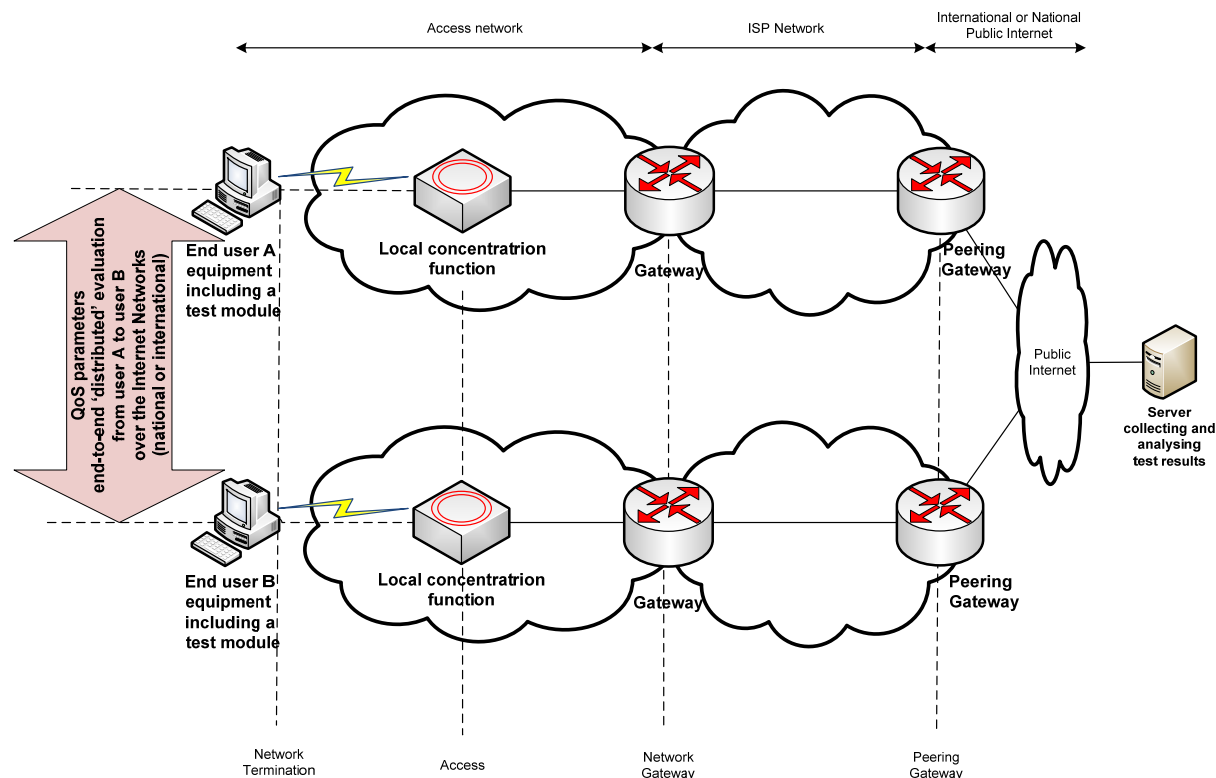 Access network
ISP Network
International or National
Public Internet
End user A
equipment
including a
test module
Local concentratrion
function
Gateway
Peering
Gateway
QoS parameters
end-to-end ‘distributed’ evaluation
from user A to user B
over the Internet Networks
(national or international)
Public
Internet
Server
collecting and
analysing
test results
End user B
equipment
including a
test module
Local concentratrion
function
Gateway
Peering
Gateway
Network
Termination
Access
Network
Gateway
Peering
Gateway